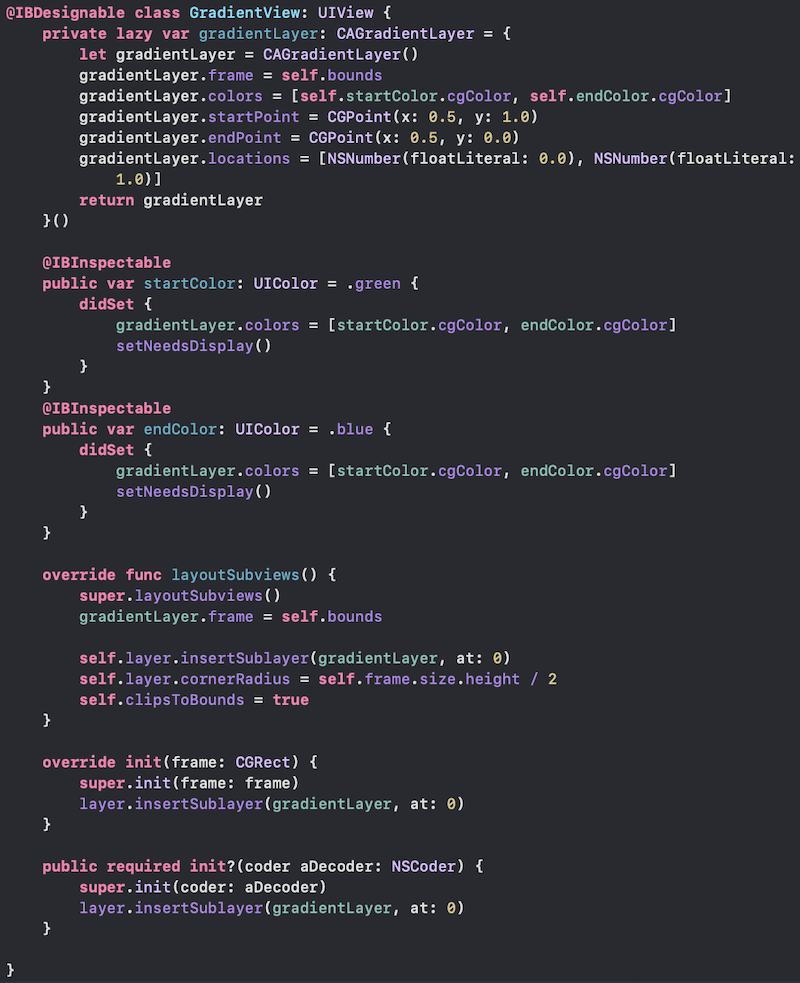 @IBDesignable class GradientView: UIView {
    private lazy var gradientLayer: CAGradientLayer = {
        let gradientLayer = CAGradientLayer()
        gradientLayer.frame = self.bounds
        gradientLayer.colors = [self.startColor.cgColor, self.endColor.cgColor]
        gradientLayer.startPoint = CGPoint(x: 0.5, y: 1.0)
        gradientLayer.endPoint = CGPoint(x: 0.5, y: 0.0)
        gradientLayer.locations = [NSNumber(floatLiteral: 0.0), NSNumber(floatLiteral:
            1.0)]
        return gradientLayer
    }()

    @IBInspectable
    public var startColor: UIColor = .green {
        didSet {
            gradientLayer.colors = [startColor.cgColor, endColor.cgColor]
            setNeedsDisplay()
        }
    }
    @IBInspectable
    public var endColor: UIColor = .blue {
        didSet {
            gradientLayer.colors = [startColor.cgColor, endColor.cgColor]
            setNeedsDisplay()
        }
    }

    override func layoutSubviews() {
        super.layoutSubviews()
        gradientLayer.frame = self.bounds

        self.layer.insertSublayer(gradientLayer, at: 0)
        self.layer.cornerRadius = self.frame.size.height / 2
        self.clipsToBounds = true
    }

    override init(frame: CGRect) {
        super.init(frame: frame)
        layer.insertSublayer(gradientLayer, at: 0)
    }

    public required init?(coder aDecoder: NSCoder) {
        super.init(coder: aDecoder)
        layer.insertSublayer(gradientLayer, at: 0)
    }

}